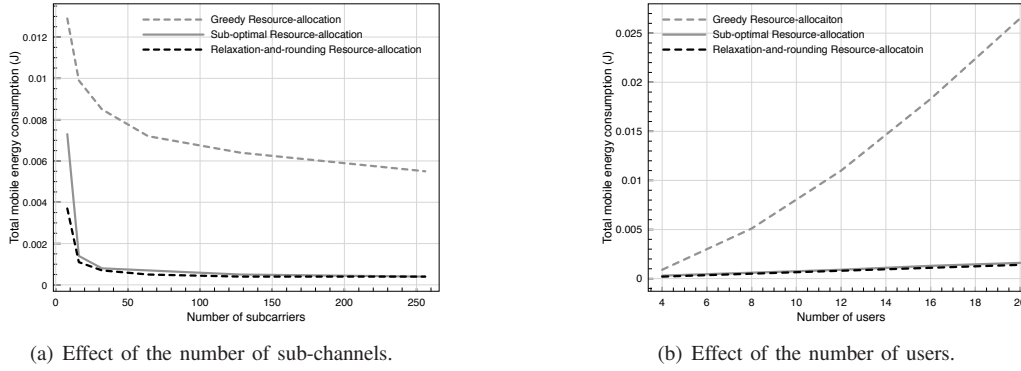 Greedy Resource-allocation
Sub-optimal Resource-allocation
Relaxation-and-rounding Resource-allocation
Total mobile energy consumption (J)
0.012
0.01
0.008
0.006
0.004
0.002
0
0 50 100 150 200 250
Number of subcarriers
(a) Effect of the number of sub-channels.
Greedy Resource-allocaiton
Sub-optimal Resource-allocation
Relaxation-and-rounding Resource-allocatoin
Total mobile energy consumption (J)
0.025
0.02
0.015
0.01
0.005
0
4 6 8 10 12 14 16 18 20
Number of users
(b) Effect of the number of users.